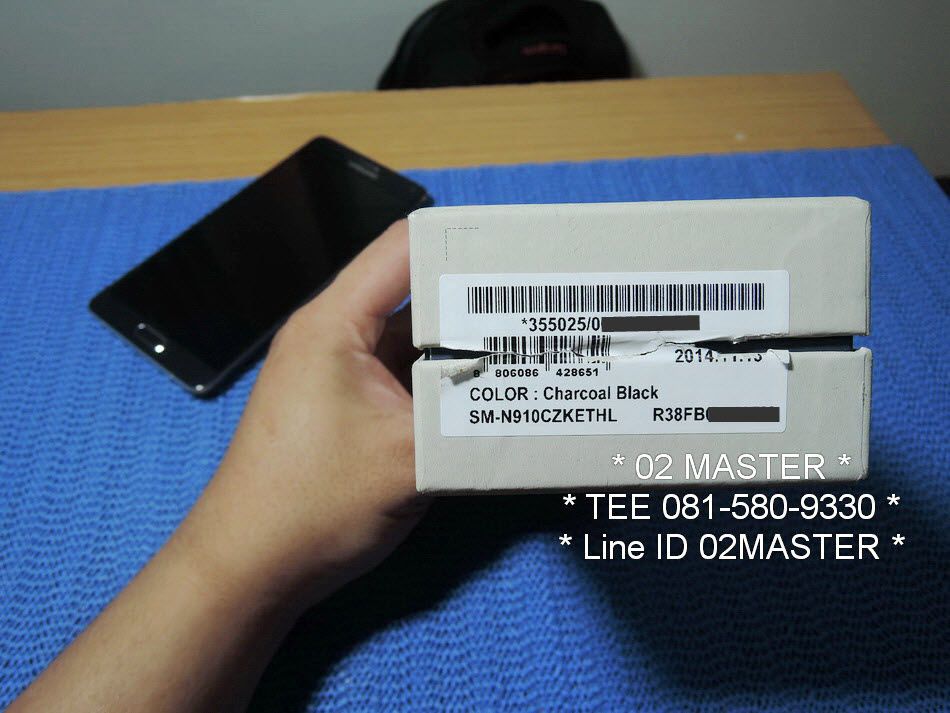 *355025/0
2014.11.13
8 806086 428651
COLOR : Charcoal Black
SM-N910CZKETHL R38FB
* 02 MASTER *
* TEE 081-580-9330 *
* Line ID 02MASTER *